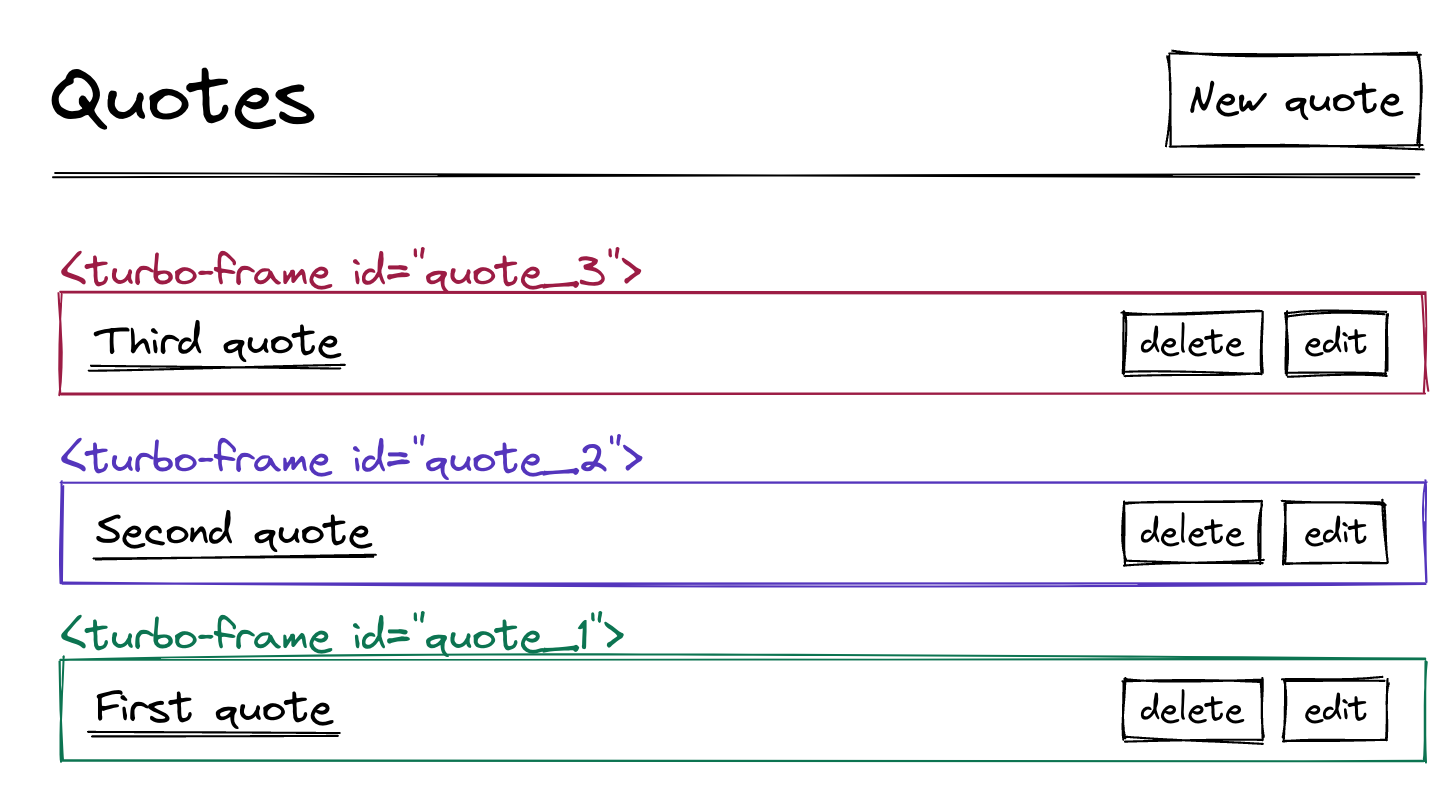 Quotes
New quote
<turbo-frame id="quote_3">
Third quote delete edit
<turbo-frame id="quote_2">
Second quote delete edit
<turbo-frame id="quote_1">
First quote delete edit